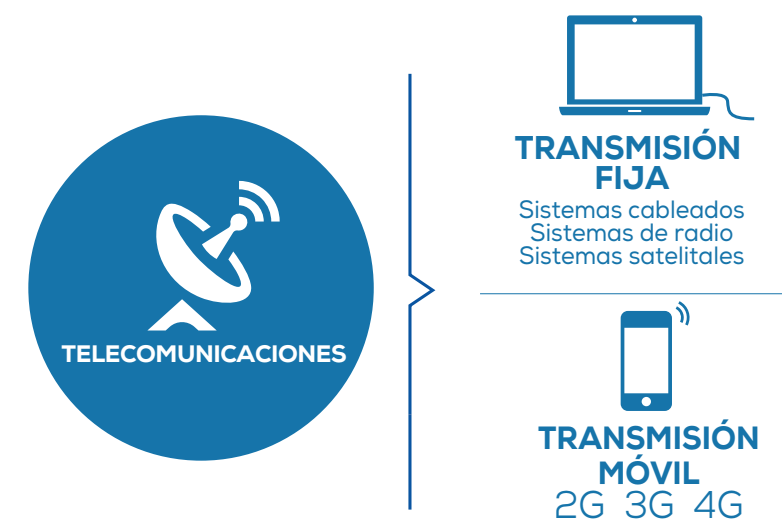 TELECOMUNICACIONES
TRANSMISIÓN
FIJA
Sistemas cableados
Sistemas de radio
Sistemas satelitales
TRANSMISIÓN
MÓVIL
2G 3G 4G